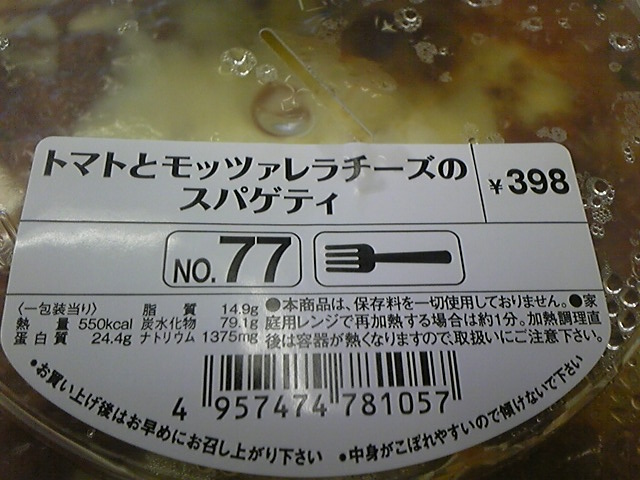 トマトとモッツァレラチーズの
スパゲティ
¥398
NO.77
〈一包装当り〉 脂質 14.9g
熱量 550kcal 炭水化物 79.1g
蛋白質 24.4g ナトリウム 1375mg
●本商品は、保存料を一切使用しておりません。●家
庭用レンジで再加熱する場合は約1分。加熱調理直
後は容器が熱くなりますので、取扱いにご注意下さい。
4 957474 781057
•お買い上げ後はお早めにお召し上がり下さい •中身がこぼれやすいので傾けないで下さい